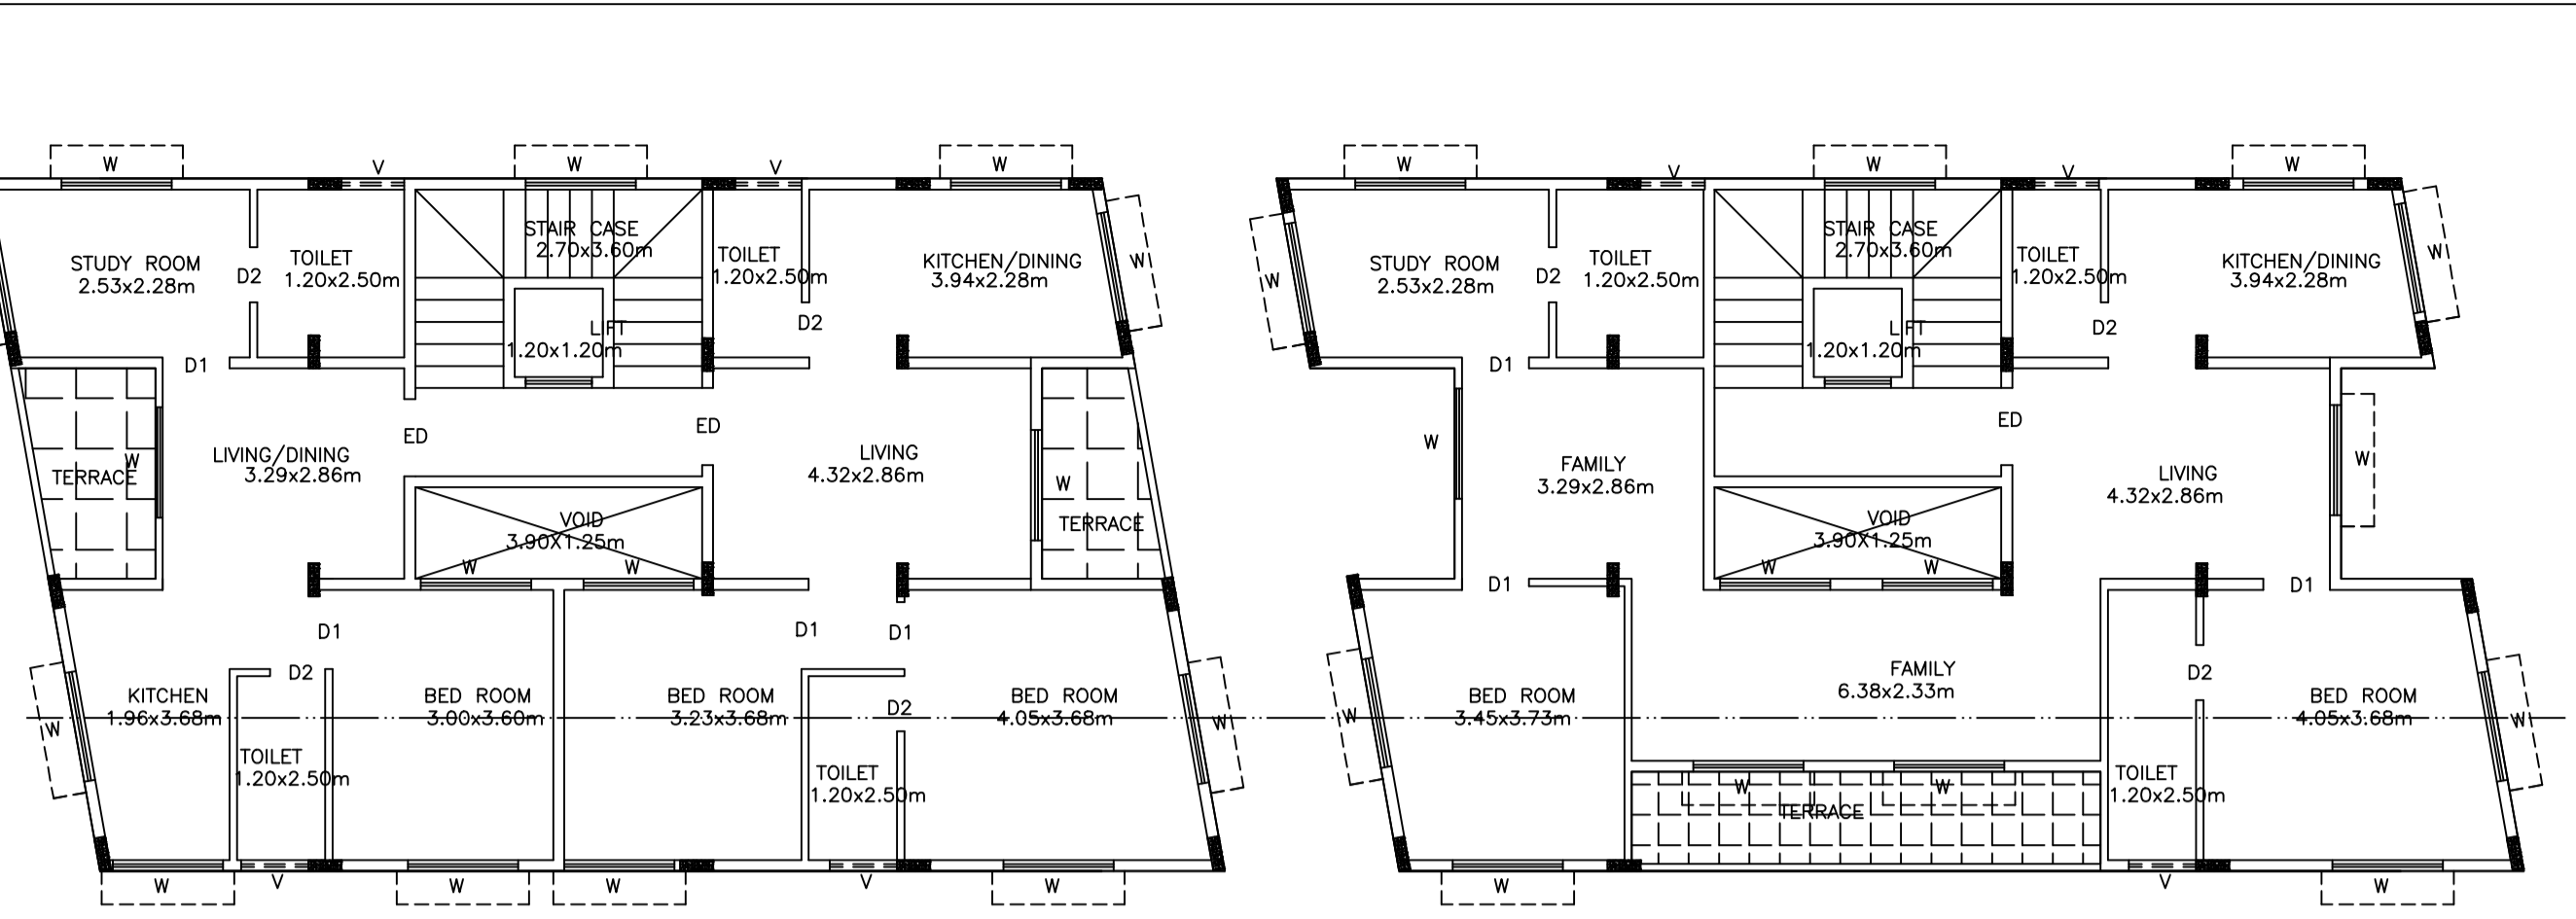 W
V
W
V
W
STUDY ROOM
2.53x2.28m
D2
TOILET
1.20x2.50m
STAIR CASE
2.70x3.60m
TOILET
1.20x2.50m
D2
KITCHEN/DINING
3.94x2.28m
W
LIFT
1.20x1.20m
D1
TERRACE
W
LIVING/DINING
3.29x2.86m
ED
ED
LIVING
4.32x2.86m
W
TERRACE
VOID
3.90X1.25m
W
W
D1
D1
D1
D2
KITCHEN
1.96x3.68m
W
BED ROOM
3.00x3.60m
BED ROOM
3.23x3.68m
D2
BED ROOM
4.05x3.68m
W
TOILET
1.20x2.50m
TOILET
1.20x2.50m
W
V
W
W
V
W
W
V
W
V
W
W
STUDY ROOM
2.53x2.28m
D2
TOILET
1.20x2.50m
STAIR CASE
2.70x3.60m
TOILET
1.20x2.50m
D2
KITCHEN/DINING
3.94x2.28m
W
LIFT
1.20x1.20m
D1
W
FAMILY
3.29x2.86m
ED
LIVING
4.32x2.86m
W
VOID
3.90X1.25m
W
W
D1
D1
W
BED ROOM
3.45x3.73m
FAMILY
6.38x2.33m
D2
BED ROOM
4.05x3.68m
W
W
W
TERRACE
TOILET
1.20x2.50m
W
V
W